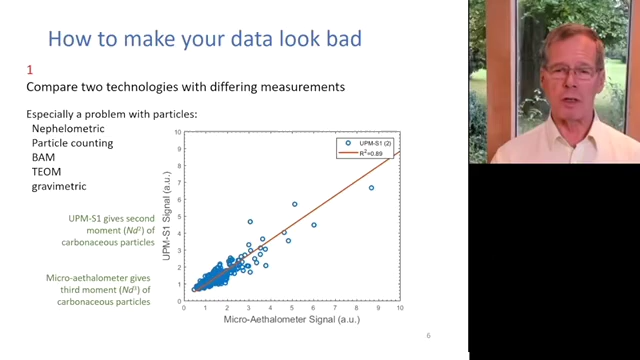 How to make your data look bad
1
Compare two technologies with differing measurements
Especially a problem with particles:
Nephelometric
Particle counting
BAM
TEOM
gravimetric
UPM-S1 gives second
moment (Nd²) of
carbonaceous particles
Micro-aethalometer gives
third moment (Nd³) of
carbonaceous particles
UPM-S1 Signal (a.u.)
10
9
8
7
6
5
4
3
2
1
0
UPM-S1 (2)
R²=0.89
0 1 2 3 4 5 6 7 8 9 10
Micro-Aethalometer Signal (a.u.)
6